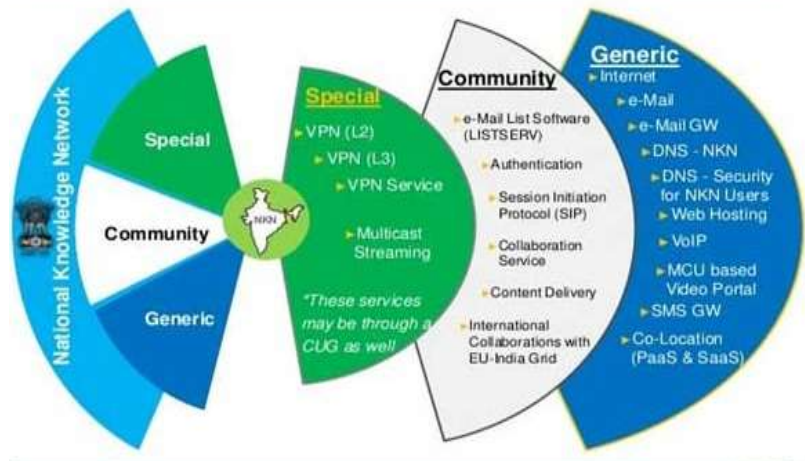 National Knowledge Network
Special
Community
Generic
NKN
Special
VPN (L2)
VPN (L3)
VPN Service
Multicast
Streaming
"These services
may be through a
CUG as well
Community
e-Mail List Software
(LISTSERV)
Authentication
Session Initiation
Protocol (SIP)
Collaboration
Service
Content Delivery
International
Collaborations with
EU-India Grid
Generic
Internet
e-Mail
e-Mail GW
DNS - NKN
DNS - Security
for NKN Users
Web Hosting
VoIP
MCU based
Video Portal
SMS GW
Co-Location
(PaaS & SaaS)